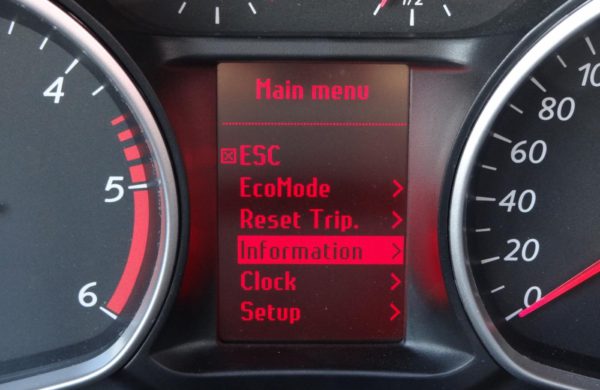 1/2
Main menu
ESC
EcoMode
Reset Trip.
Information
Clock
Setup
4
5
6
100
80
60
40
20
0